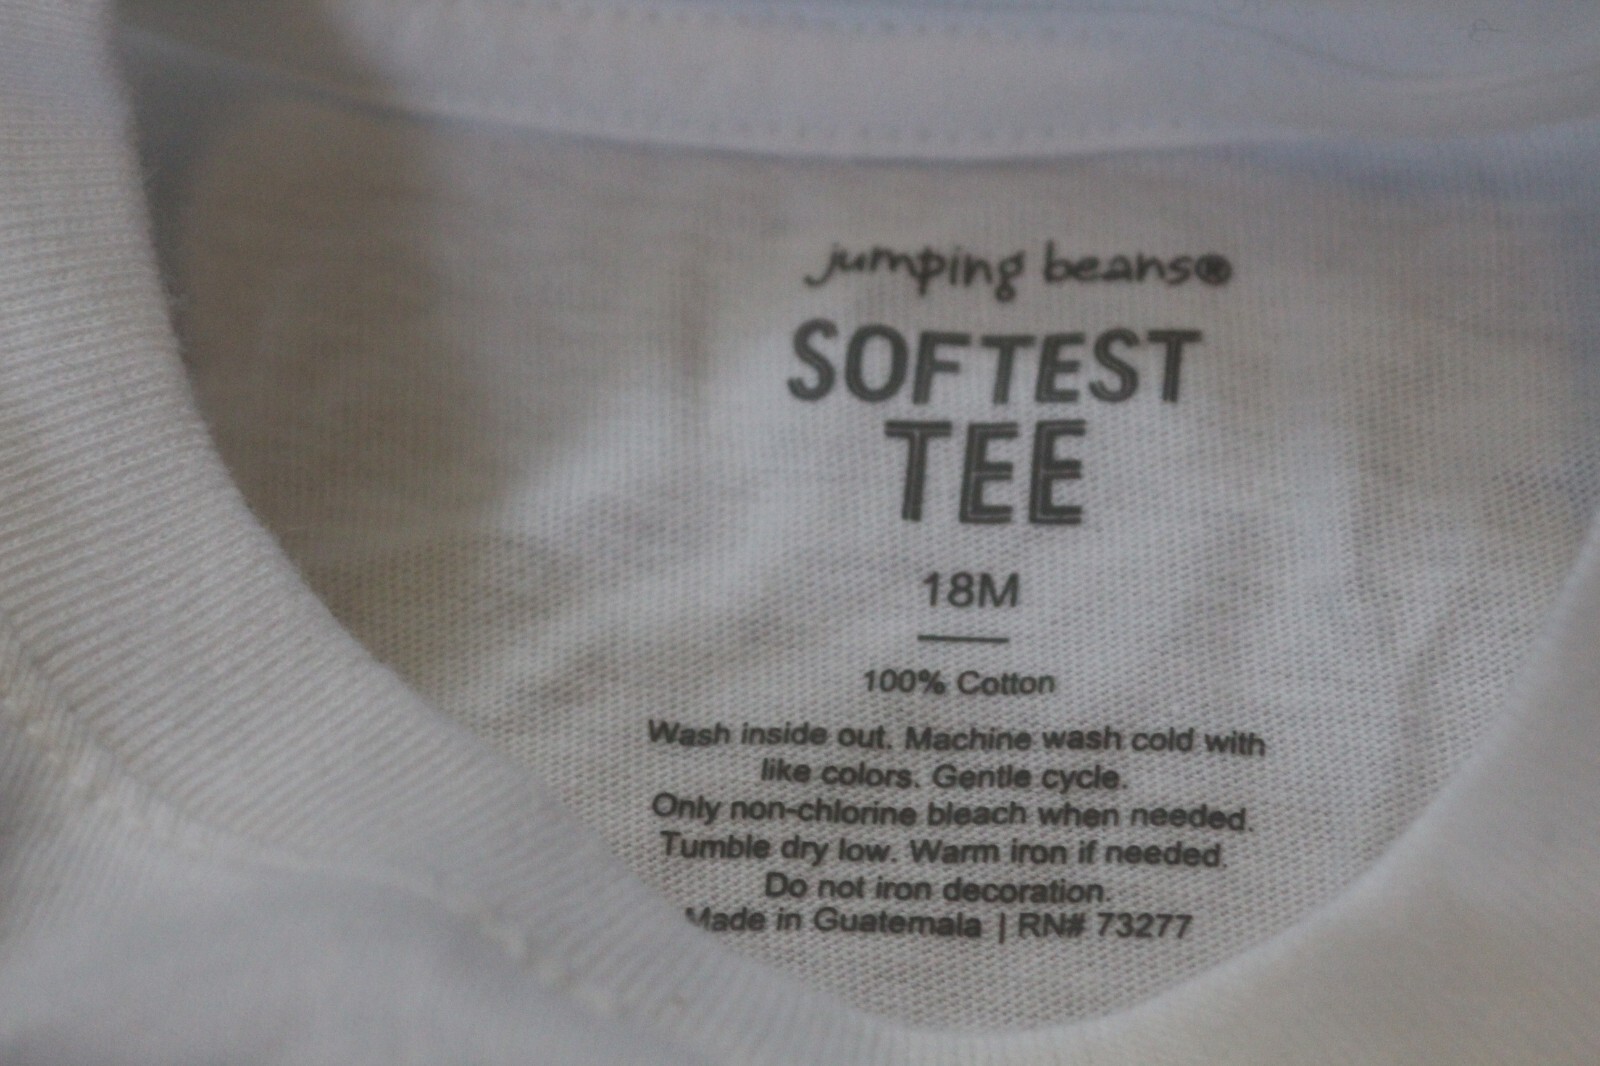 jumping beans®
SOFTEST
TEE
18M
100% Cotton
Wash inside out. Machine wash cold with
like colors. Gentle cycle.
Only non-chlorine bleach when needed.
Tumble dry low. Warm iron if needed.
Do not iron decoration.
Made in Guatemala | RN# 73277